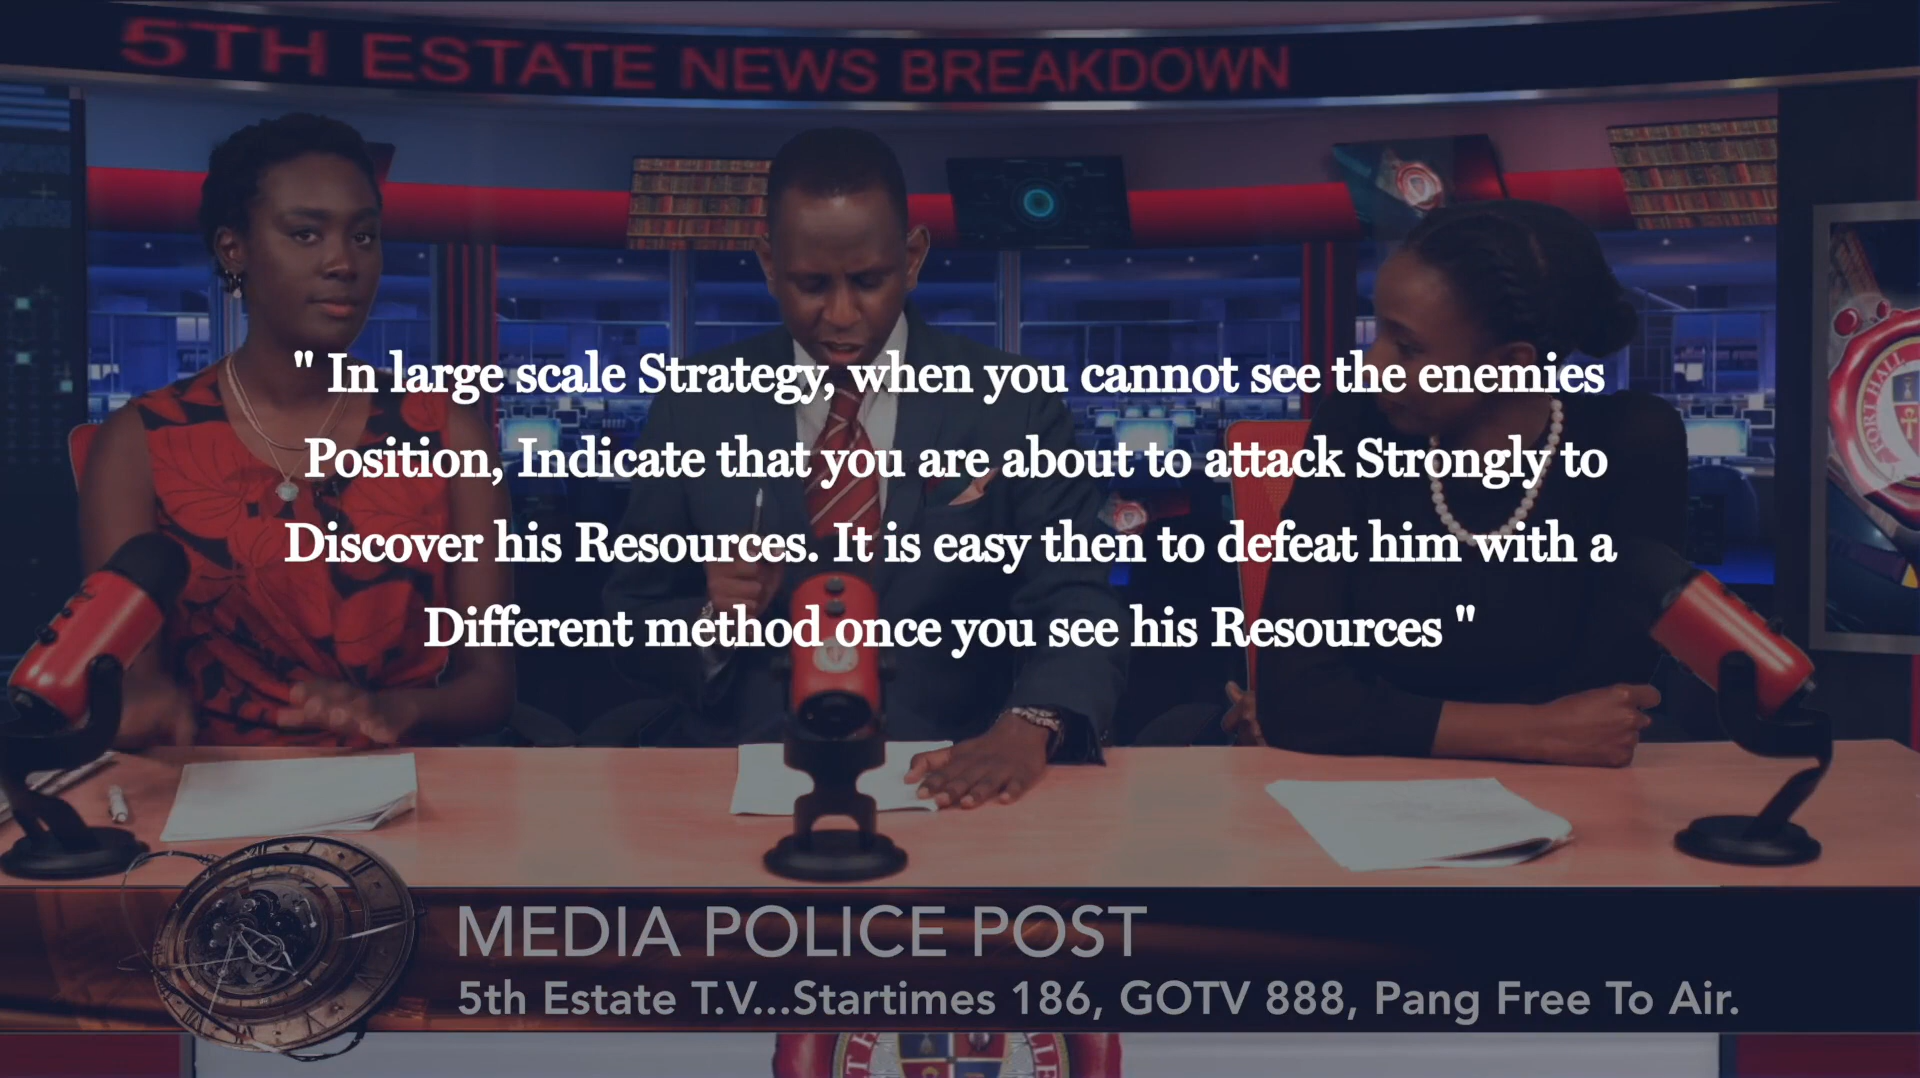 5TH ESTATE NEWS BREAKDOWN
" In large scale Strategy, when you cannot see the enemies
Position, Indicate that you are about to attack Strongly to
Discover his Resources. It is easy then to defeat him with a
Different method once you see his Resources "
FORT HALL
MEDIA POLICE POST
5th Estate T.V...Startimes 186, GOTV 888, Pang Free To Air.